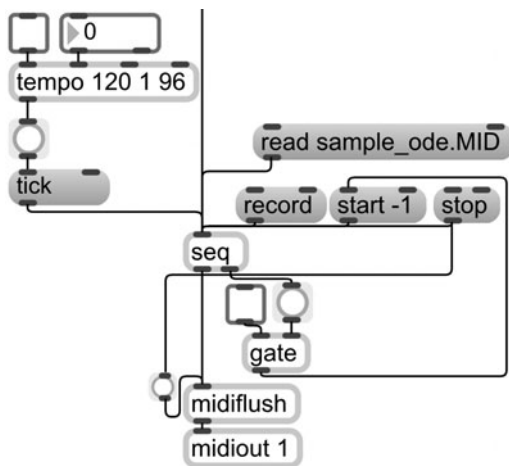 0
tempo 120 1 96
read sample_ode.MID
tick
record
start -1
stop
seq
gate
midiflush
midiout 1